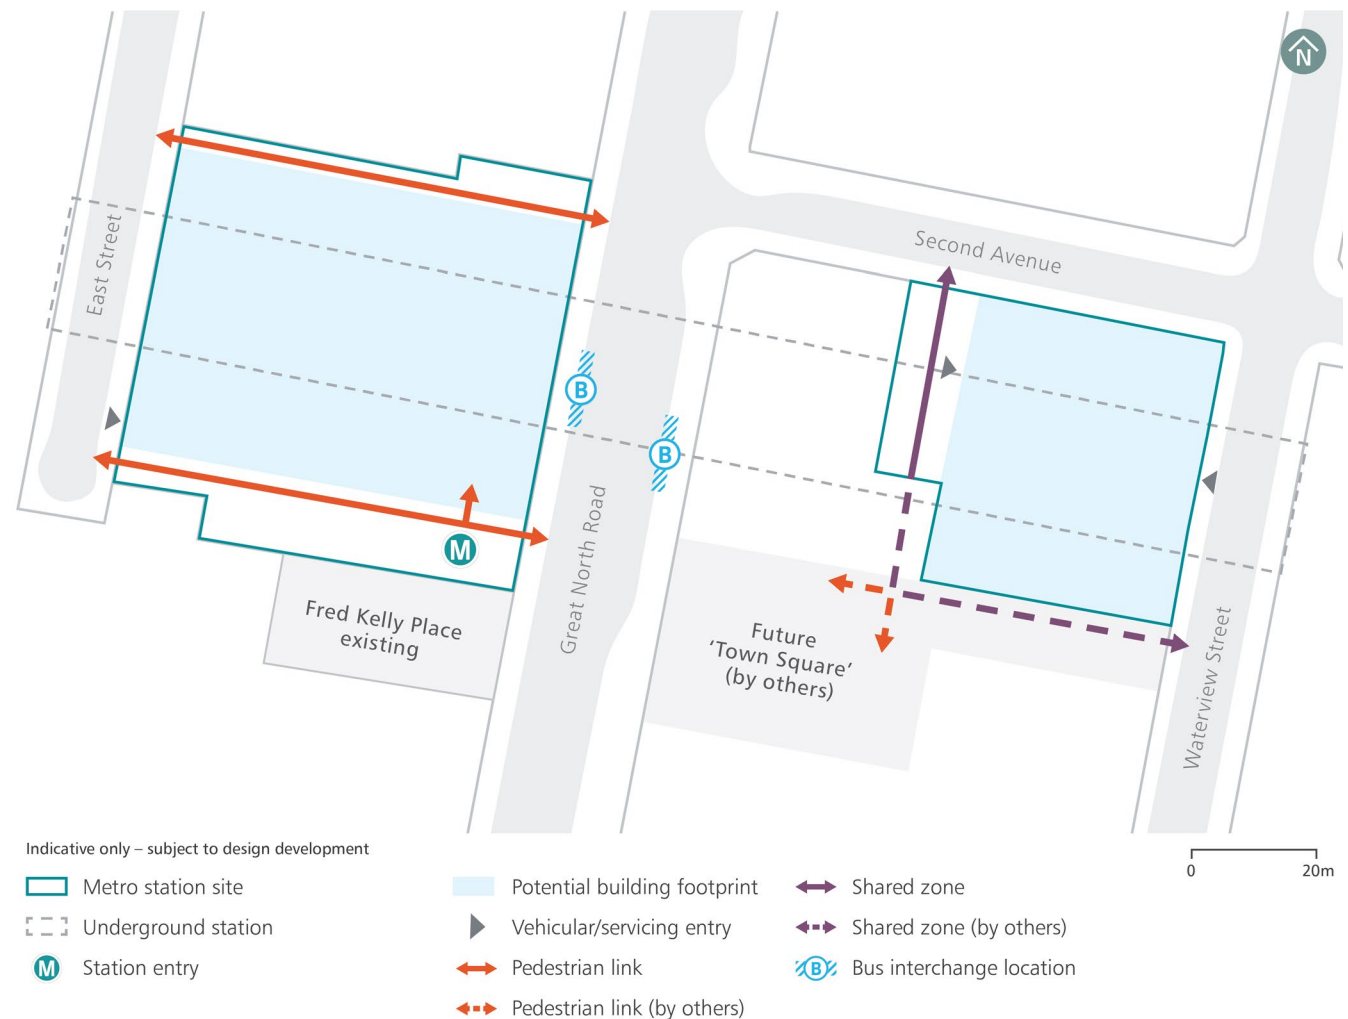 N
Second Avenue
East Street
B
B
Great North Road
M
Fred Kelly Place
existing
Future
‘Town Square’
(by others)
Waterview Street
Indicative only – subject to design development
0
20m
Metro station site
Underground station
M
Station entry
Potential building footprint
Vehicular/servicing entry
Pedestrian link
Pedestrian link (by others)
Shared zone
Shared zone (by others)
B
Bus interchange location